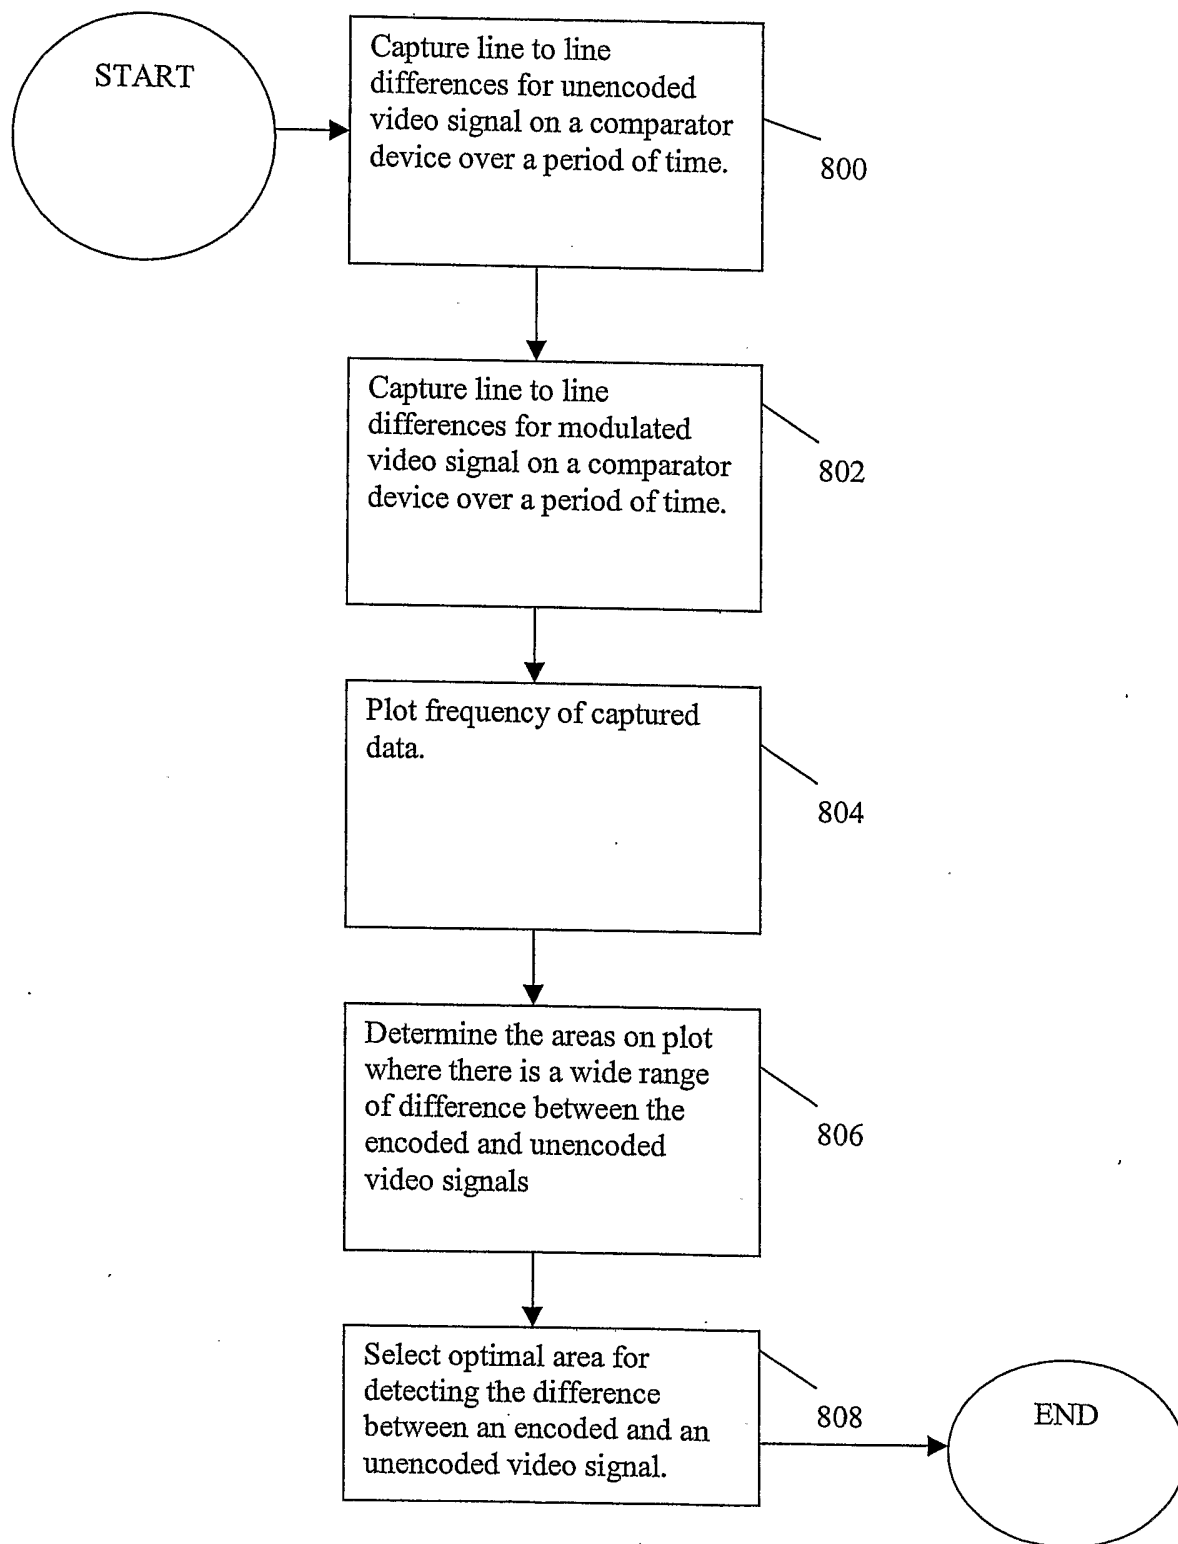 START
Capture line to line
differences for unencoded
video signal on a comparator
device over a period of time.
800
Capture line to line
differences for modulated
video signal on a comparator
device over a period of time.
802
Plot frequency of captured
data.
804
Determine the areas on plot
where there is a wide range
of difference between the
encoded and unencoded
video signals
806
Select optimal area for
detecting the difference
between an encoded and an
unencoded video signal.
808
END